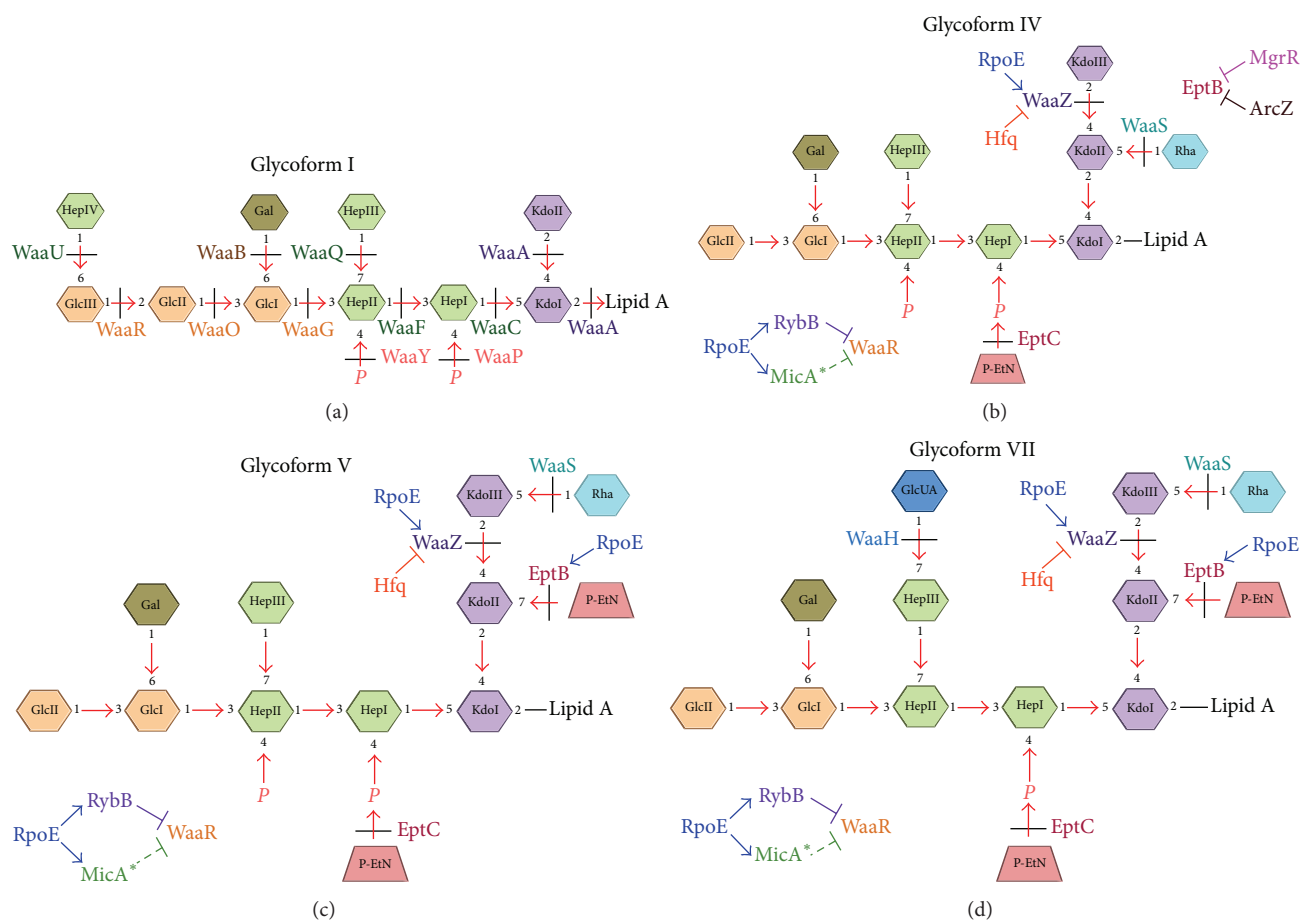 Glycoform I
HepIV
Gal
HepIII
KdoII
1
1
1
2
WaaU
WaaB
WaaQ
WaaA
6
6
7
4
GlcIII
1
2
GlcII
1
3
GlcI
1
3
HepII
1
3
HepI
1
5
KdoI
2
Lipid A
WaaR
WaaO
WaaG
WaaF
WaaC
WaaA
4
4
WaaY
WaaP
P
P
(a)
Glycoform IV
RpoE
KdoIII
MgrR
2
EptB
WaaZ
ArcZ
4
Hfq
WaaS
Gal
HepIII
KdoII
5
1
Rha
1
1
2
6
7
4
GlcII
1
3
GlcI
1
3
HepII
1
3
HepI
1
5
KdoI
2
Lipid A
4
4
P
P
RybB
RpoE
WaaR
EptC
MicA*
P-EtN
(b)
Glycoform V
WaaS
RpoE
KdoIII
5
1
Rha
2
WaaZ
RpoE
Hfq
4
EptB
Gal
HepIII
KdoII
7
P-EtN
1
1
2
6
7
4
GlcII
1
3
GlcI
1
3
HepII
1
3
HepI
1
5
KdoI
2
Lipid A
4
4
P
P
RybB
RpoE
WaaR
EptC
MicA*
P-EtN
(c)
Glycoform VII
WaaS
GlcUA
RpoE
KdoIII
5
1
Rha
1
2
WaaH
WaaZ
RpoE
7
Hfq
4
EptB
Gal
HepIII
KdoII
7
P-EtN
1
1
2
6
7
4
GlcII
1
3
GlcI
1
3
HepII
1
3
HepI
1
5
KdoI
2
Lipid A
4
P
RybB
RpoE
WaaR
EptC
MicA*
P-EtN
(d)